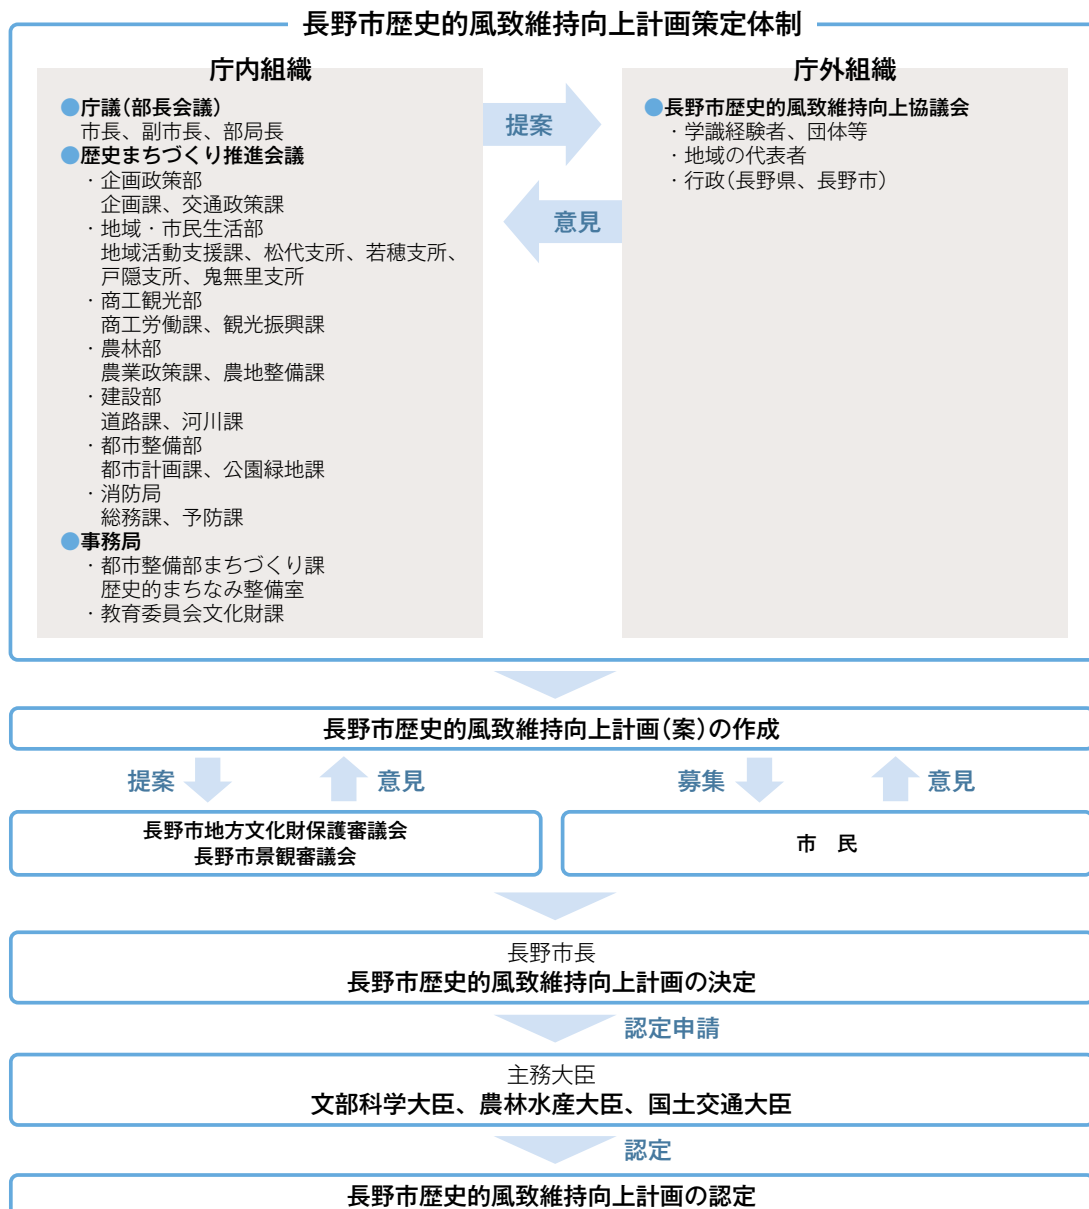 長野市歴史的風致維持向上計画策定体制
庁内組織
●庁議（部長会議）
市長、副市長、部局長
●歴史まちづくり推進会議
・企画政策部
企画課、交通政策課
・地域・市民生活部
地域活動支援課、松代支所、若穂支所、
戸隠支所、鬼無里支所
・商工観光部
商工労働課、観光振興課
・農林部
農業政策課、農地整備課
・建設部
道路課、河川課
・都市整備部
都市計画課、公園緑地課
・消防局
総務課、予防課
●事務局
・都市整備部まちづくり課
歴史的まちなみ整備室
・教育委員会文化財課
提案
意見
庁外組織
●長野市歴史的風致維持向上協議会
・学識経験者、団体等
・地域の代表者
・行政（長野県、長野市）
長野市歴史的風致維持向上計画（案）の作成
提案 意見 募集 意見
長野市地方文化財保護審議会
長野市景観審議会
市　民
長野市長
長野市歴史的風致維持向上計画の決定
認定申請
主務大臣
文部科学大臣、農林水産大臣、国土交通大臣
認定
長野市歴史的風致維持向上計画の認定